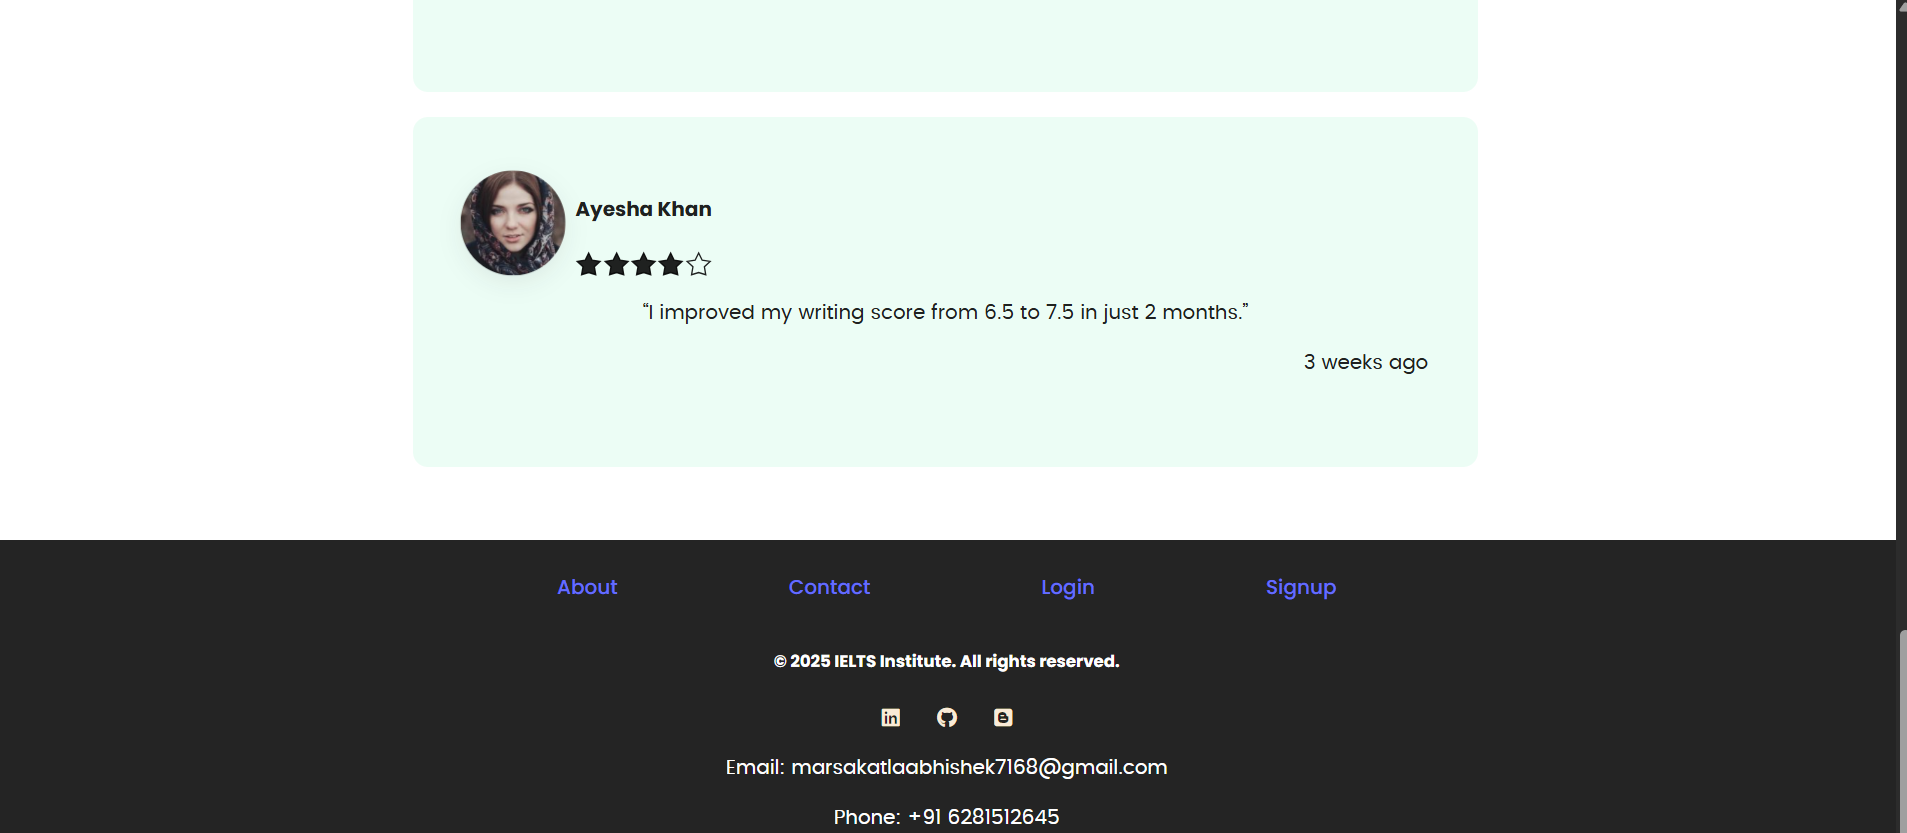 Ayesha Khan
“I improved my writing score from 6.5 to 7.5 in just 2 months.”
3 weeks ago
About Contact Login Signup
© 2025 IELTS Institute. All rights reserved.
Email: marsakatlaabhishek7168@gmail.com
Phone: +91 6281512645